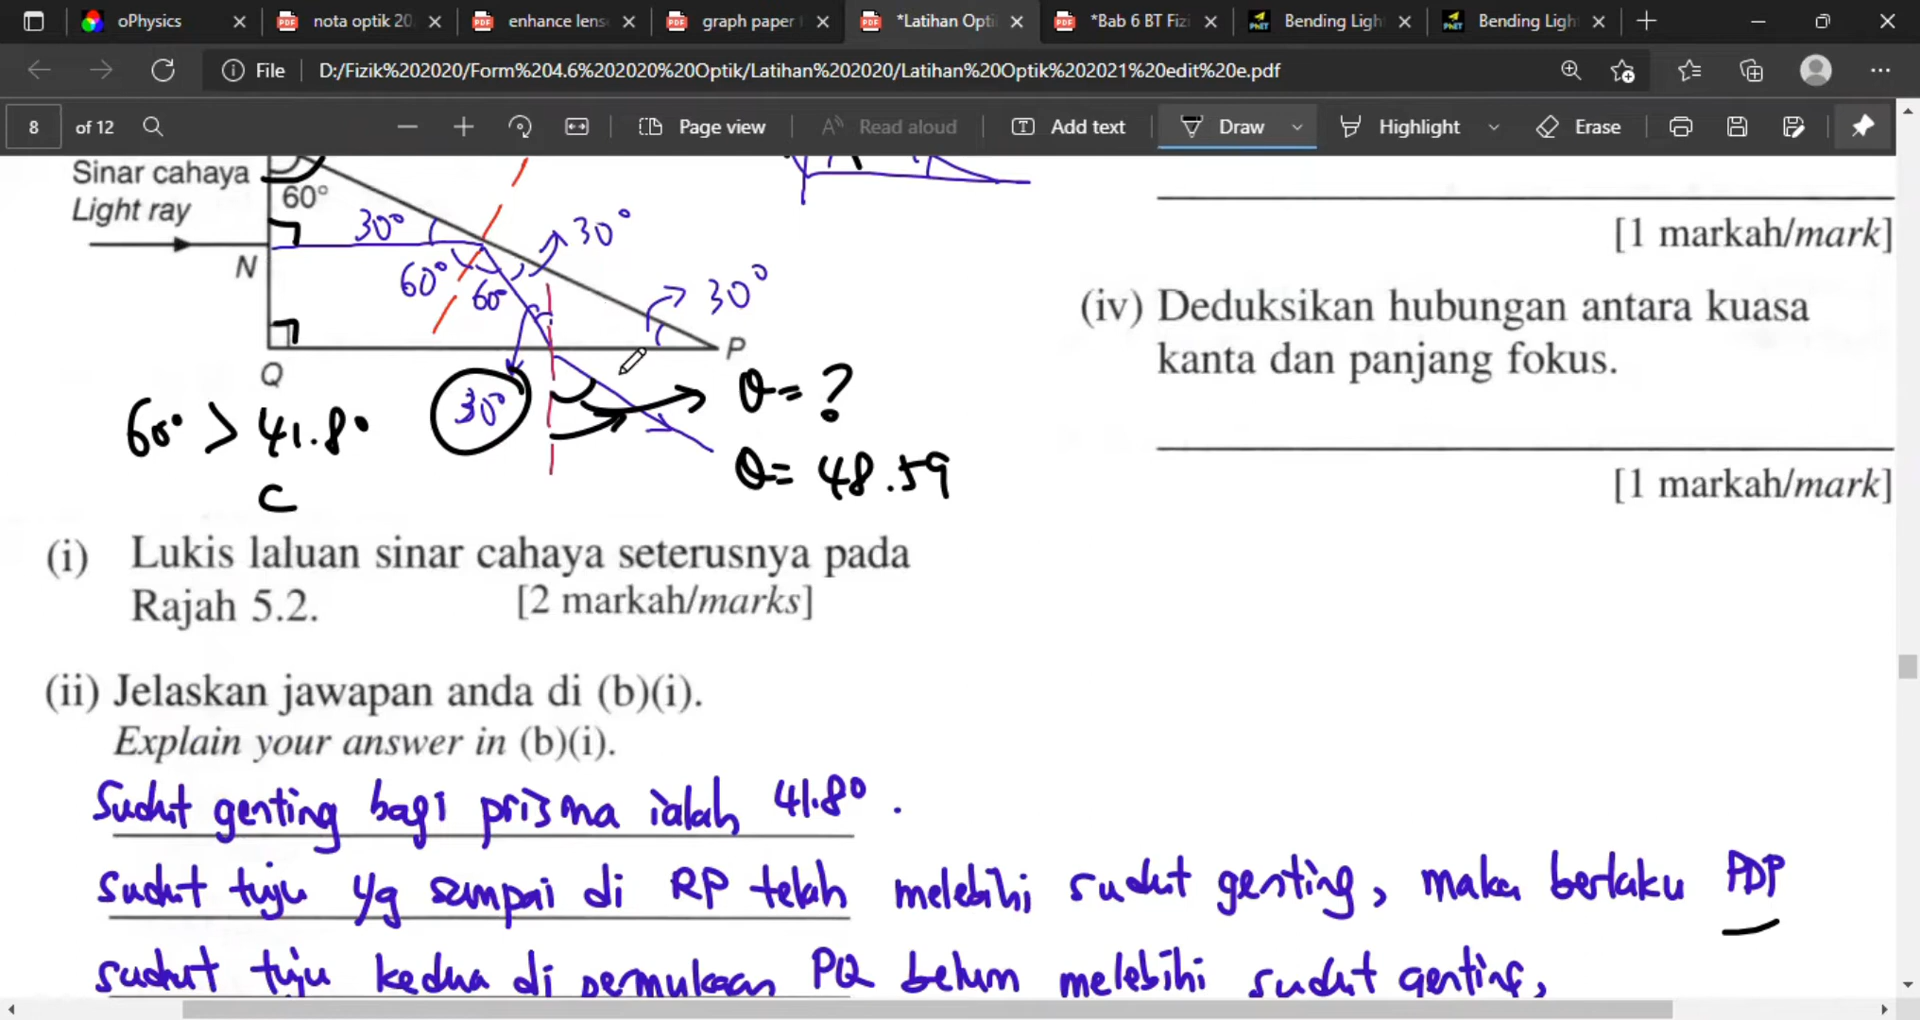 oPhysics
nota optik 20
enhance lens
graph paper
*Latihan Opti
*Bab 6 BT Fizi
Bending Ligh
Bending Ligh
File
D:/Fizik%202020/Form%204.6%202020%20Optik/Latihan%202020/Latihan%20Optik%202021%20edit%20e.pdf
8 of 12
Page view
Read aloud
Add text
Draw
Highlight
Erase
Sinar cahaya
Light ray
60°
30°
30°
N
60°
60°
30°
P
Q
30°
θ = ?
60° > 41.8°
c
θ = 48.59
(i) Lukis laluan sinar cahaya seterusnya pada
Rajah 5.2. [2 markah/marks]
(ii) Jelaskan jawapan anda di (b)(i).
Explain your answer in (b)(i).
Sudut genting bagi prisma ialah 41.8° .
sudut tuju yg sampai di RP telah melebihi sudut genting, maka berlaku PDP
sudut tuju kedua di permukaan PQ belum melebihi sudut genting,
[1 markah/mark]
(iv) Deduksikan hubungan antara kuasa
kanta dan panjang fokus.
[1 markah/mark]